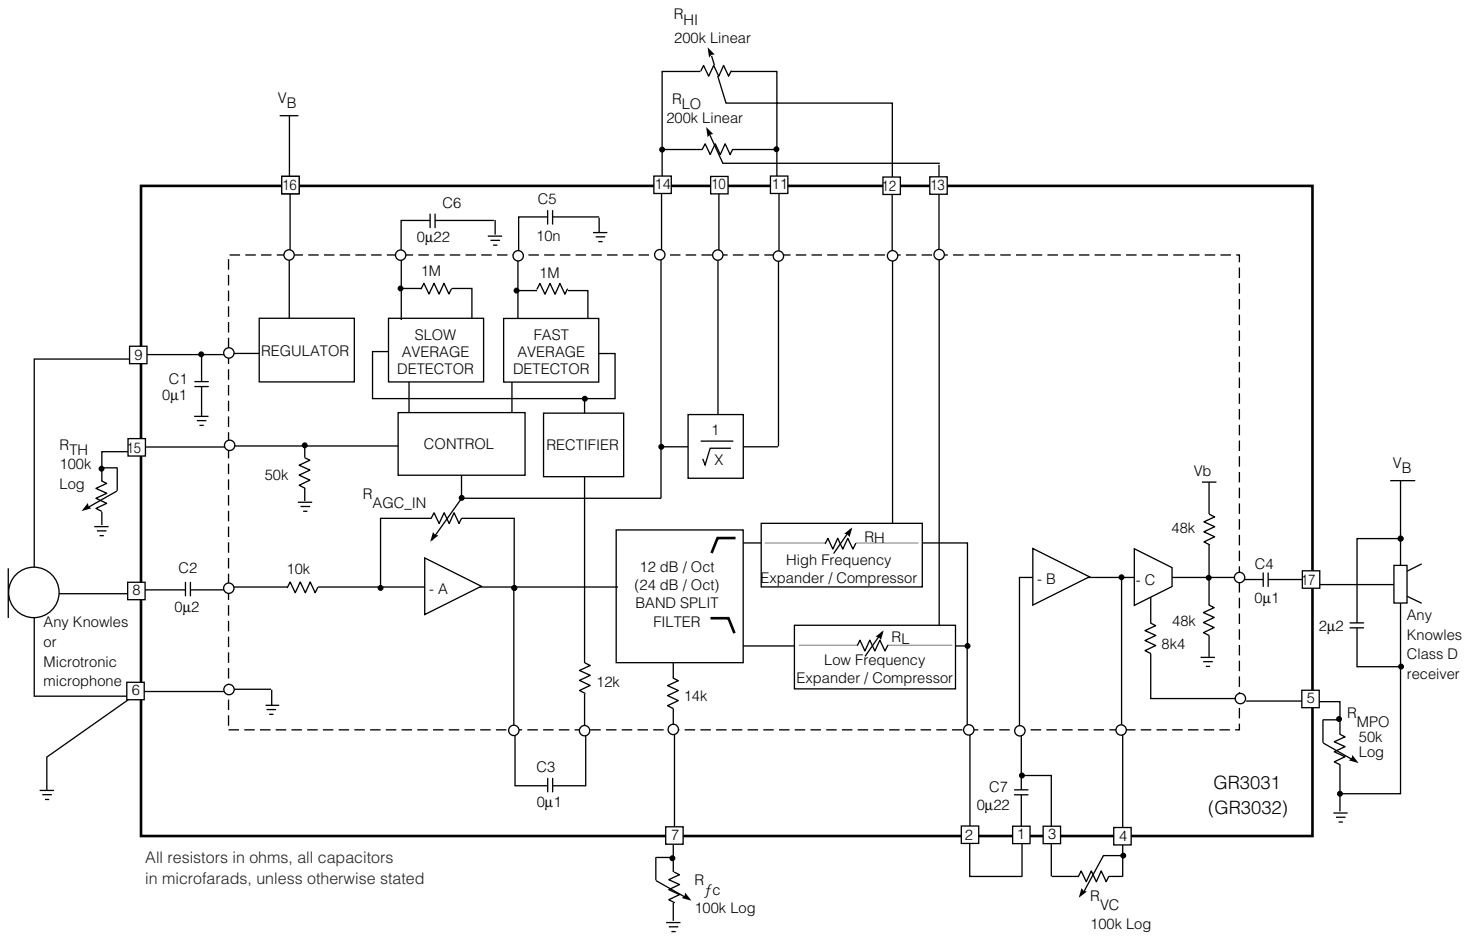 RHI
200k Linear
RLO
200k Linear
VB
16
14
10
11
12
13
C6
0µ22
C5
10n
1M
1M
REGULATOR
SLOW
AVERAGE
DETECTOR
FAST
AVERAGE
DETECTOR
9
C1
0µ1
15
RTH
100k
Log
50k
CONTROL
RECTIFIER
1
√X
RAGC_IN
VB
Vb
48k
48k
8
C2
0µ2
10k
- A
12 dB / Oct
(24 dB / Oct)
BAND SPLIT
FILTER
RH
High Frequency
Expander / Compressor
RL
Low Frequency
Expander / Compressor
- B
- C
8k4
C4
0µ1
17
2µ2
Any
Knowles
Class D
receiver
Any Knowles
or
Microtronic
microphone
6
12k
14k
5
RMPO
50k
Log
C3
0µ1
C7
0µ22
GR3031
(GR3032)
7
2
1
3
4
All resistors in ohms, all capacitors
in microfarads, unless otherwise stated
Rƒc
100k Log
RVC
100k Log